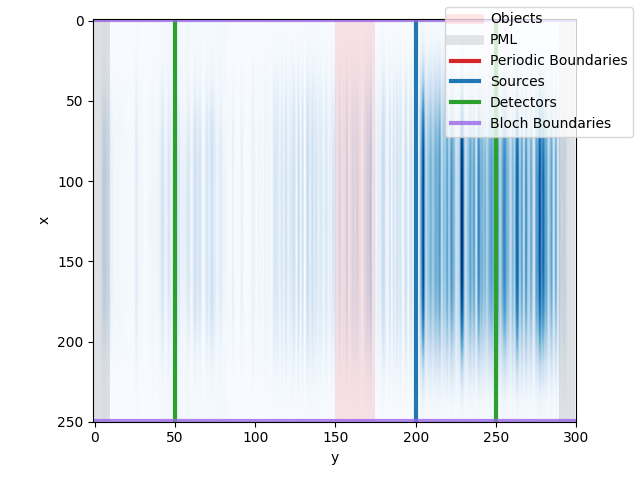 Objects
PML
Periodic Boundaries
Sources
Detectors
Bloch Boundaries
0
50
100
150
200
250
x
0 50 100 150 200 250 300
y